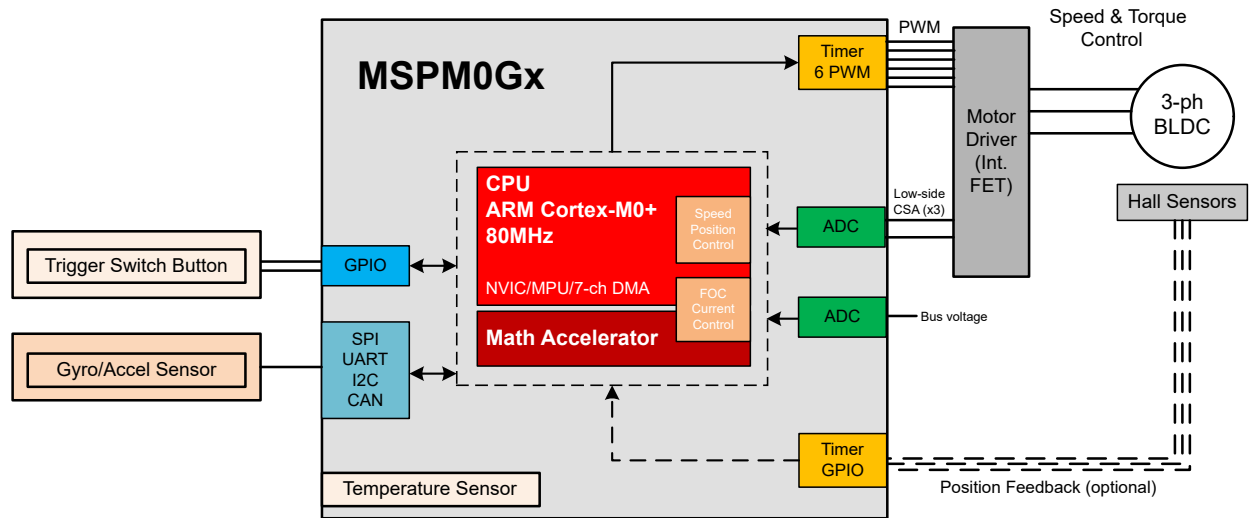 MSPM0Gx
Timer
6 PWM
PWM
Speed & Torque
Control
Motor
Driver
(Int.
FET)
3-ph
BLDC
CPU
ARM Cortex-M0+
80MHz
NVIC/MPU/7-ch DMA
Speed
Position
Control
FOC
Current
Control
Math Accelerator
ADC
Low-side
CSA (x3)
Hall Sensors
Trigger Switch Button
GPIO
ADC
Bus voltage
Gyro/Accel Sensor
SPI
UART
I2C
CAN
Timer
GPIO
Position Feedback (optional)
Temperature Sensor